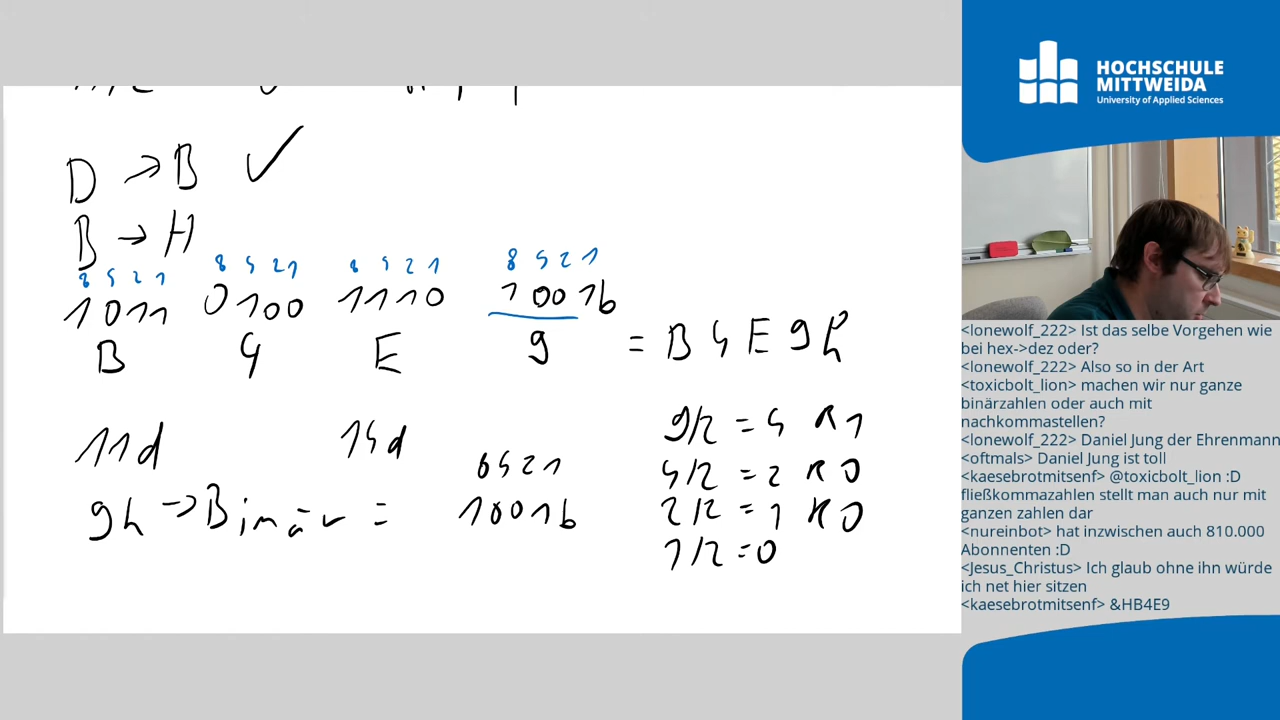 D → B ✓
B → H
8 4 2 1 8 4 2 1 8 4 2 1 8 4 2 1
1011 0100 1110 1001b
B 4 E 9 = B4E9h
11d 14d
8 4 2 1
9h → Binär = 1001b
9/2 = 4 R 1
4/2 = 2 R 0
2/2 = 1 R 0
1/2 = 0
HOCHSCHULE
MITTWEIDA
University of Applied Sciences
<lonewolf_222> Ist das selbe Vorgehen wie
bei hex->dez oder?
<lonewolf_222> Also so in der Art
<toxicbolt_lion> machen wir nur ganze
binärzahlen oder auch mit
nachkommastellen?
<lonewolf_222> Daniel Jung der Ehrenmann
<oftmals> Daniel Jung ist toll
<kaesebrotmitsenf> @toxicbolt_lion :D
fließkommazahlen stellt man auch nur mit
ganzen zahlen dar
<nureinbot> hat inzwischen auch 810.000
Abonnenten :D
<Jesus_Christus> Ich glaub ohne ihn würde
ich net hier sitzen
<kaesebrotmitsenf> &HB4E9